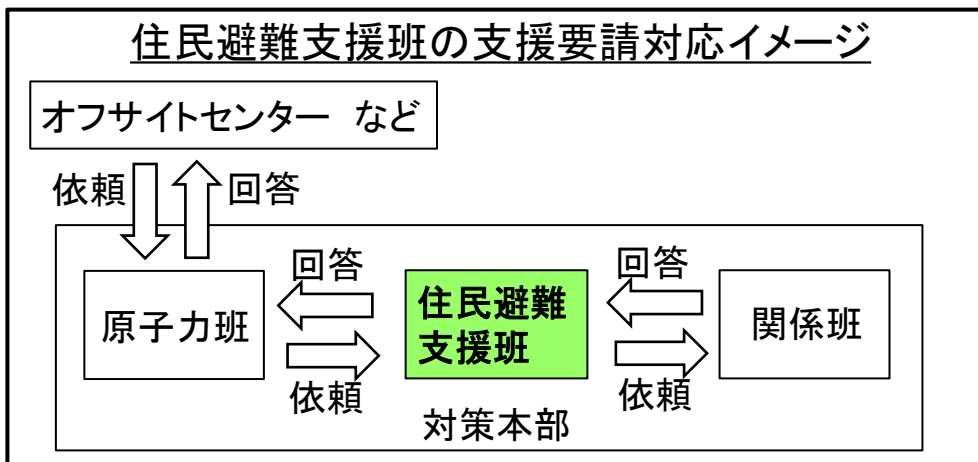 住民避難支援班の支援要請対応イメージ
オフサイトセンター など
依頼
回答
回答
回答
原子力班
住民避難
支援班
関係班
依頼
依頼
対策本部